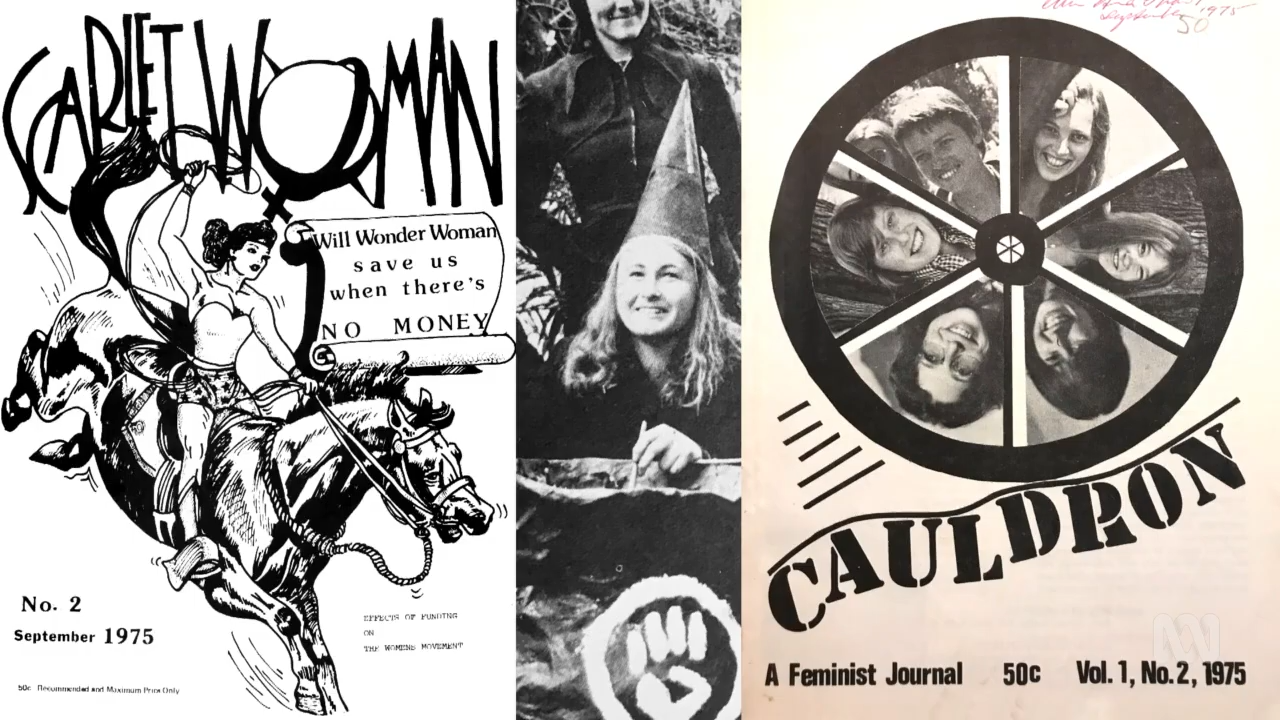 SCARLET WOMAN
Will Wonder Woman
save us
when there's
NO MONEY
No. 2
September 1975
50c Recommended and Maximum Price Only
EFFECTS OF FUNDING
ON
THE WOMENS MOVEMENT
1975
50
CAULDRON
A Feminist Journal 50c Vol. 1, No. 2, 1975